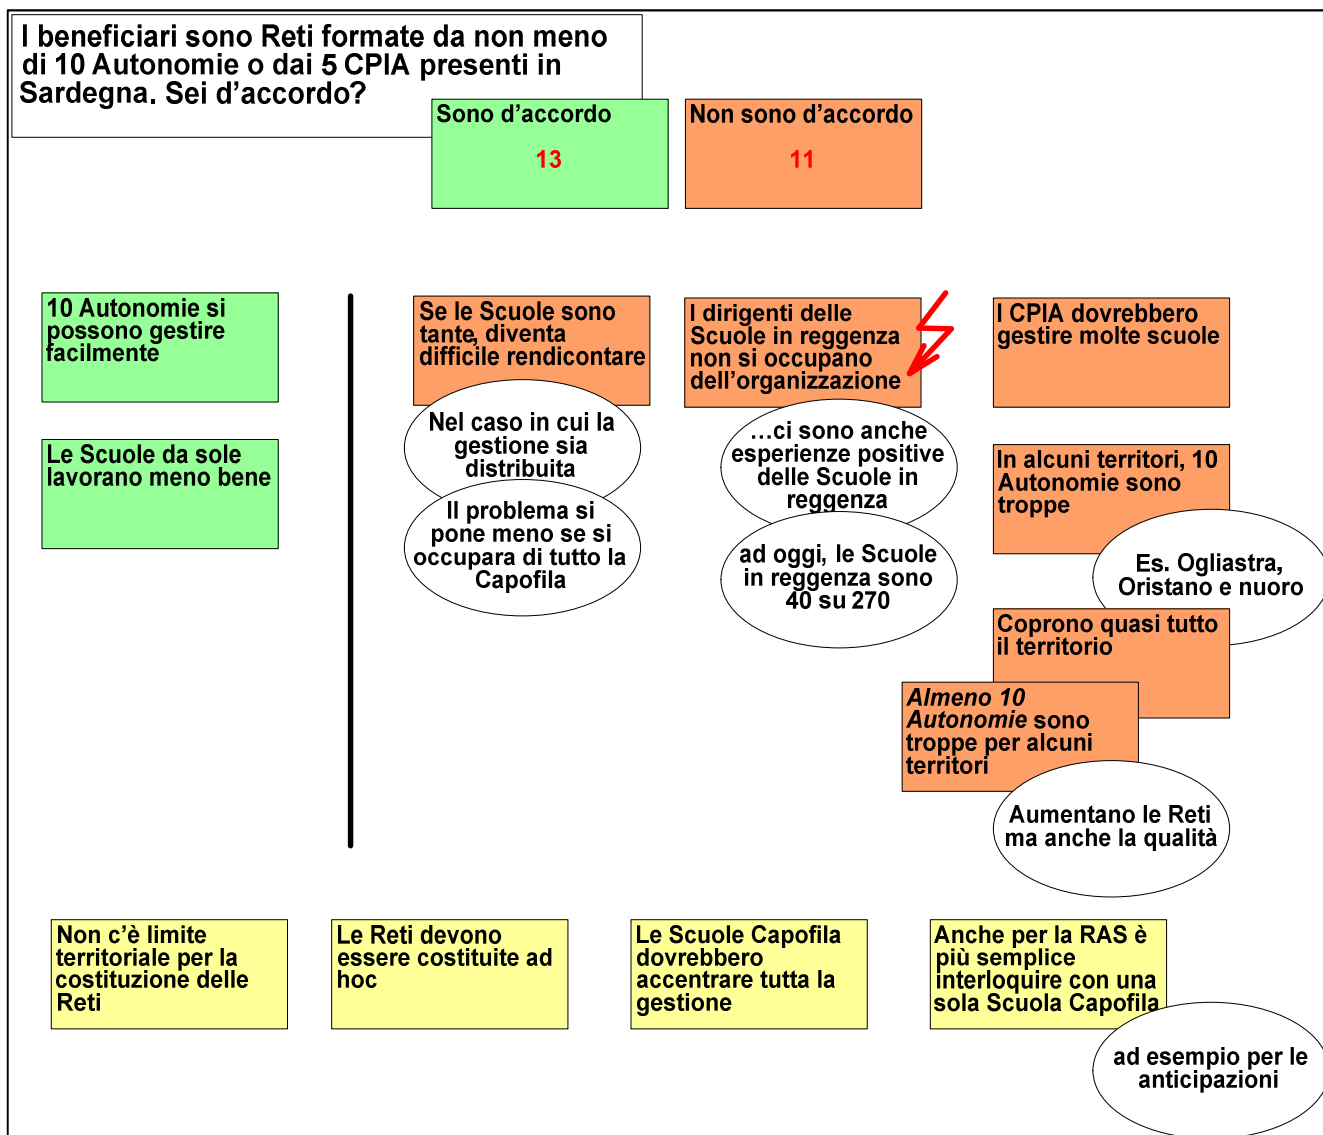 I beneficiari sono Reti formate da non meno
di 10 Autonomie o dai 5 CPIA presenti in
Sardegna. Sei d'accordo?
Sono d'accordo
13
Non sono d'accordo
11
10 Autonomie si
possono gestire
facilmente
Le Scuole da sole
lavorano meno bene
Se le Scuole sono
tante, diventa
difficile rendicontare
Nel caso in cui la
gestione sia
distribuita
Il problema si
pone meno se si
occupara di tutto la
Capofila
I dirigenti delle
Scuole in reggenza
non si occupano
dell'organizzazione
...ci sono anche
esperienze positive
delle Scuole in
reggenza
ad oggi, le Scuole
in reggenza sono
40 su 270
I CPIA dovrebbero
gestire molte scuole
In alcuni territori, 10
Autonomie sono
troppe
Es. Ogliastra,
Oristano e nuoro
Coprono quasi tutto
il territorio
Almeno 10
Autonomie sono
troppe per alcuni
territori
Aumentano le Reti
ma anche la qualità
Non c'è limite
territoriale per la
costituzione delle
Reti
Le Reti devono
essere costituite ad
hoc
Le Scuole Capofila
dovrebbero
accentrare tutta la
gestione
Anche per la RAS è
più semplice
interloquire con una
sola Scuola Capofila
ad esempio per le
anticipazioni